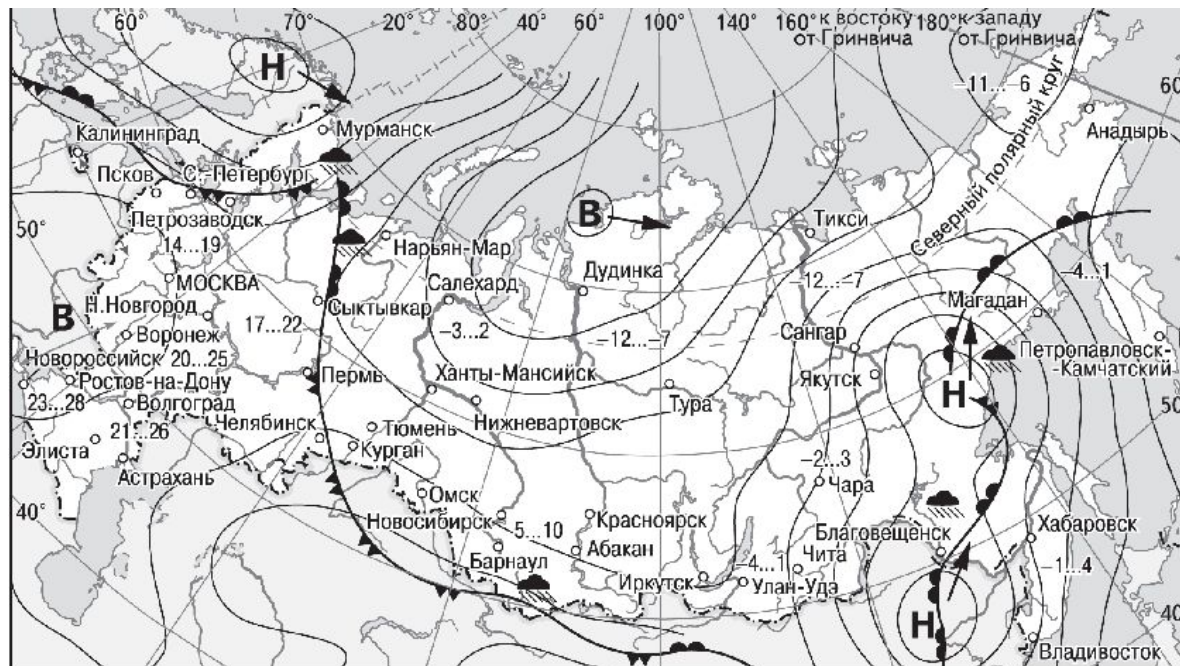 60° 70° 20° 80° 40° 60° 100° 140° 160° к востоку 180° к западу
от Гринвича от Гринвича
Н
−11...−6
60°
Северный полярный круг
Анадырь
Мурманск
Калининград
Псков С.-Петербург
Петрозаводск
В
Тикси
50°
14...19
Нарьян-Мар
МОСКВА
Дудинка
−12...−7
−4...1
Салехард
Н.Новгород
Сыктывкар
Магадан
В
17...22
−3...2
−12...−7
Сангар
Воронеж
Петропавловск-
-Камчатский
Новороссийск 20...25
Ростов-на-Дону
Пермь
Ханты-Мансийск
Якутск
Н
23...28
Волгоград
Тура
50°
Челябинск
Тюмень
Нижневартовск
21...26
Элиста
Курган
Астрахань
−2...3
Чара
Омск
40°
Новосибирск
5...10
Красноярск
Благовещенск
Хабаровск
40°
Барнаул
Абакан
Чита
−4...1
Иркутск
Улан-Удэ
−1...4
Н
Владивосток